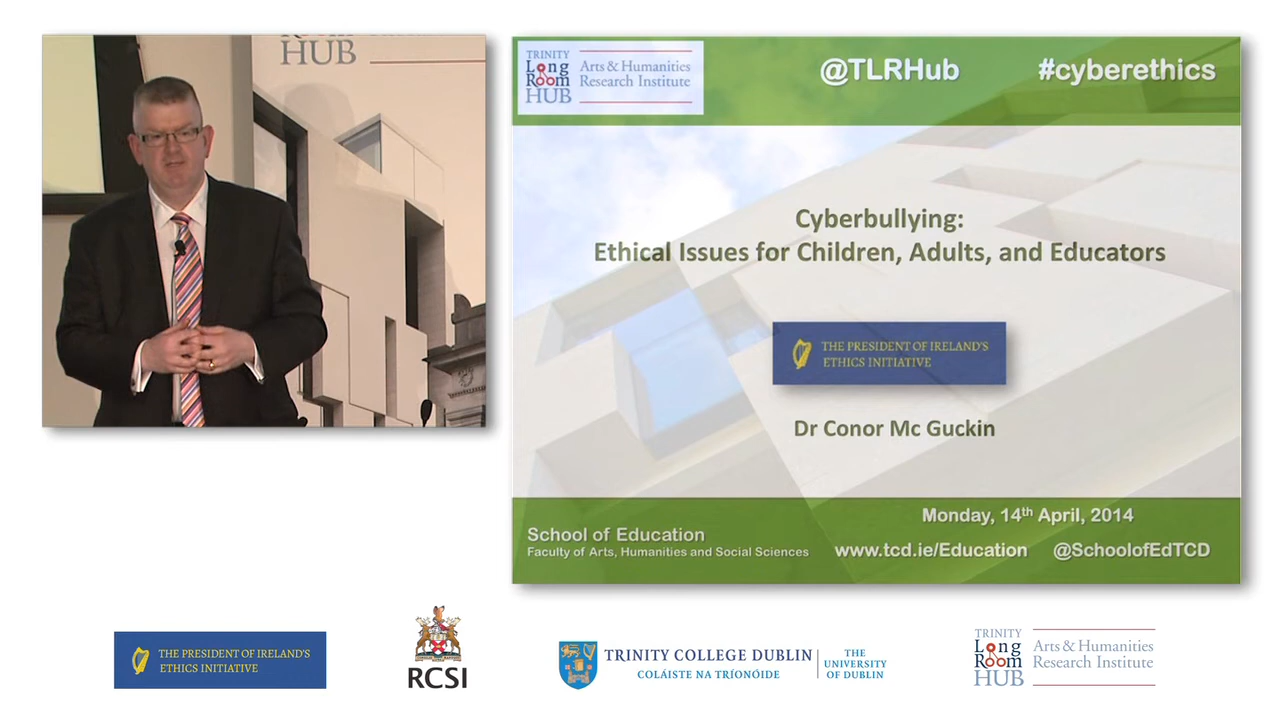 HUB
TRINITY
Long
Room
HUB
Arts & Humanities
Research Institute
@TLRHub
#cyberethics
Cyberbullying:
Ethical Issues for Children, Adults, and Educators
THE PRESIDENT OF IRELAND'S
ETHICS INITIATIVE
Dr Conor Mc Guckin
Monday, 14th April, 2014
School of Education
Faculty of Arts, Humanities and Social Sciences
www.tcd.ie/Education
@SchoolofEdTCD
THE PRESIDENT OF IRELAND'S
ETHICS INITIATIVE
RCSI
TRINITY COLLEGE DUBLIN
COLÁISTE NA TRÍONÓIDE
THE
UNIVERSITY
OF DUBLIN
TRINITY
Long
Room
HUB
Arts & Humanities
Research Institute